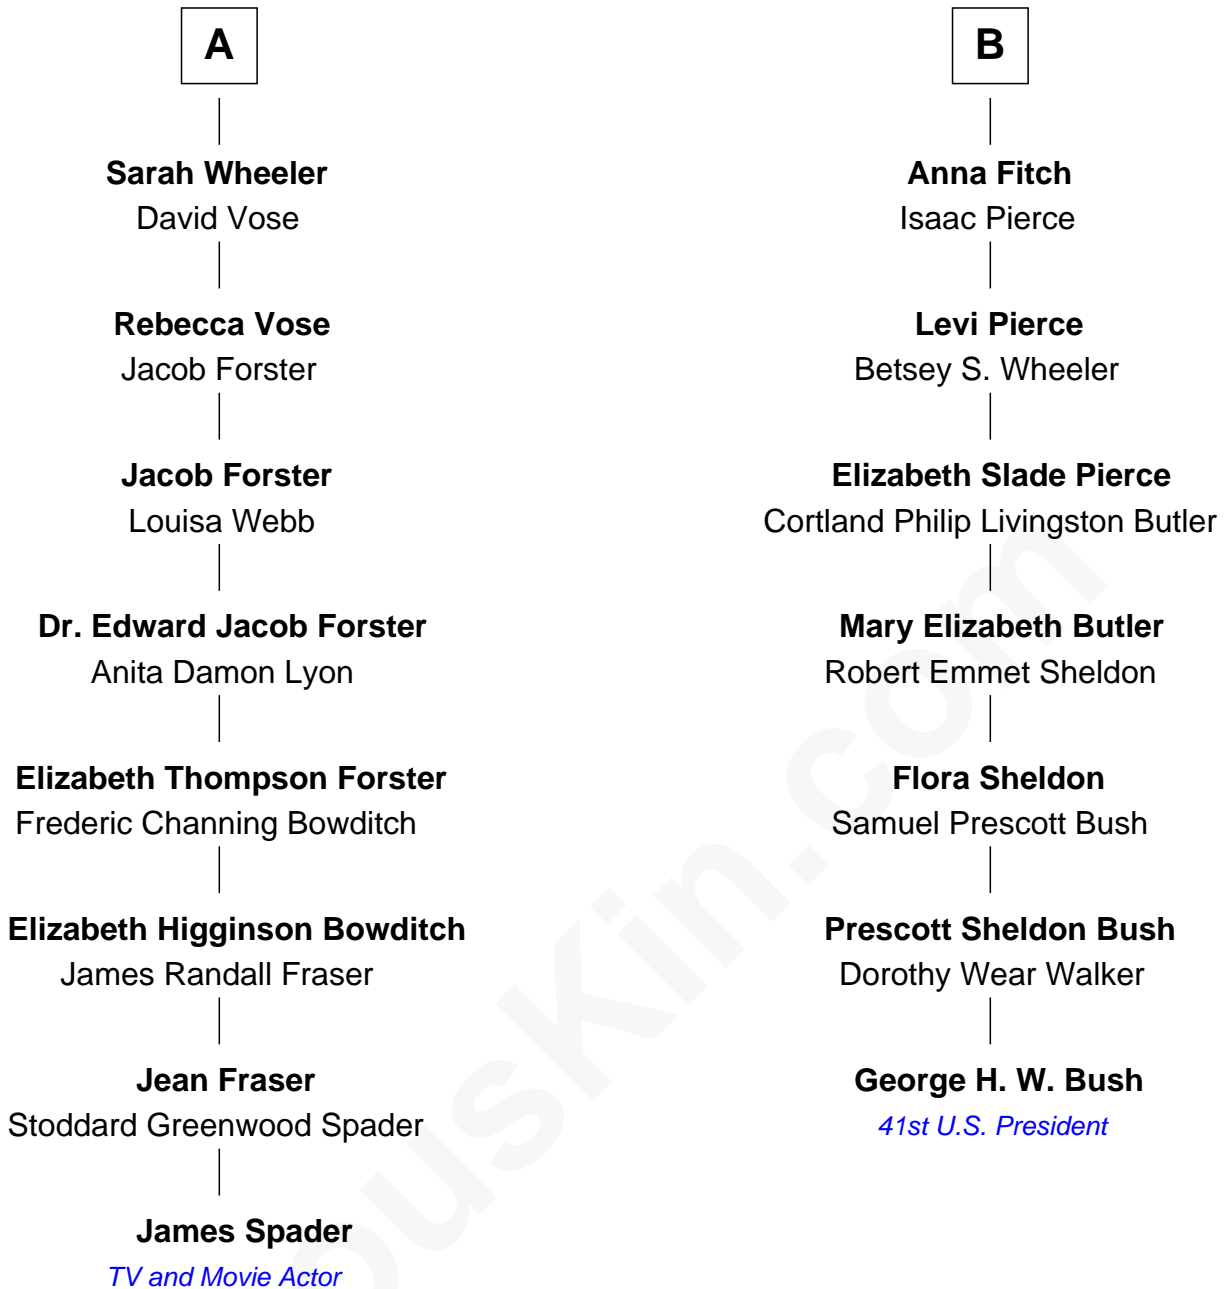 A
Sarah Wheeler
David Vose
Rebecca Vose
Jacob Forster
Jacob Forster
Louisa Webb
Dr. Edward Jacob Forster
Anita Damon Lyon
Elizabeth Thompson Forster
Frederic Channing Bowditch
Elizabeth Higginson Bowditch
James Randall Fraser
Jean Fraser
Stoddard Greenwood Spader
James Spader
TV and Movie Actor
B
Anna Fitch
Isaac Pierce
Levi Pierce
Betsey S. Wheeler
Elizabeth Slade Pierce
Cortland Philip Livingston Butler
Mary Elizabeth Butler
Robert Emmet Sheldon
Flora Sheldon
Samuel Prescott Bush
Prescott Sheldon Bush
Dorothy Wear Walker
George H. W. Bush
41st U.S. President
ousKin.com